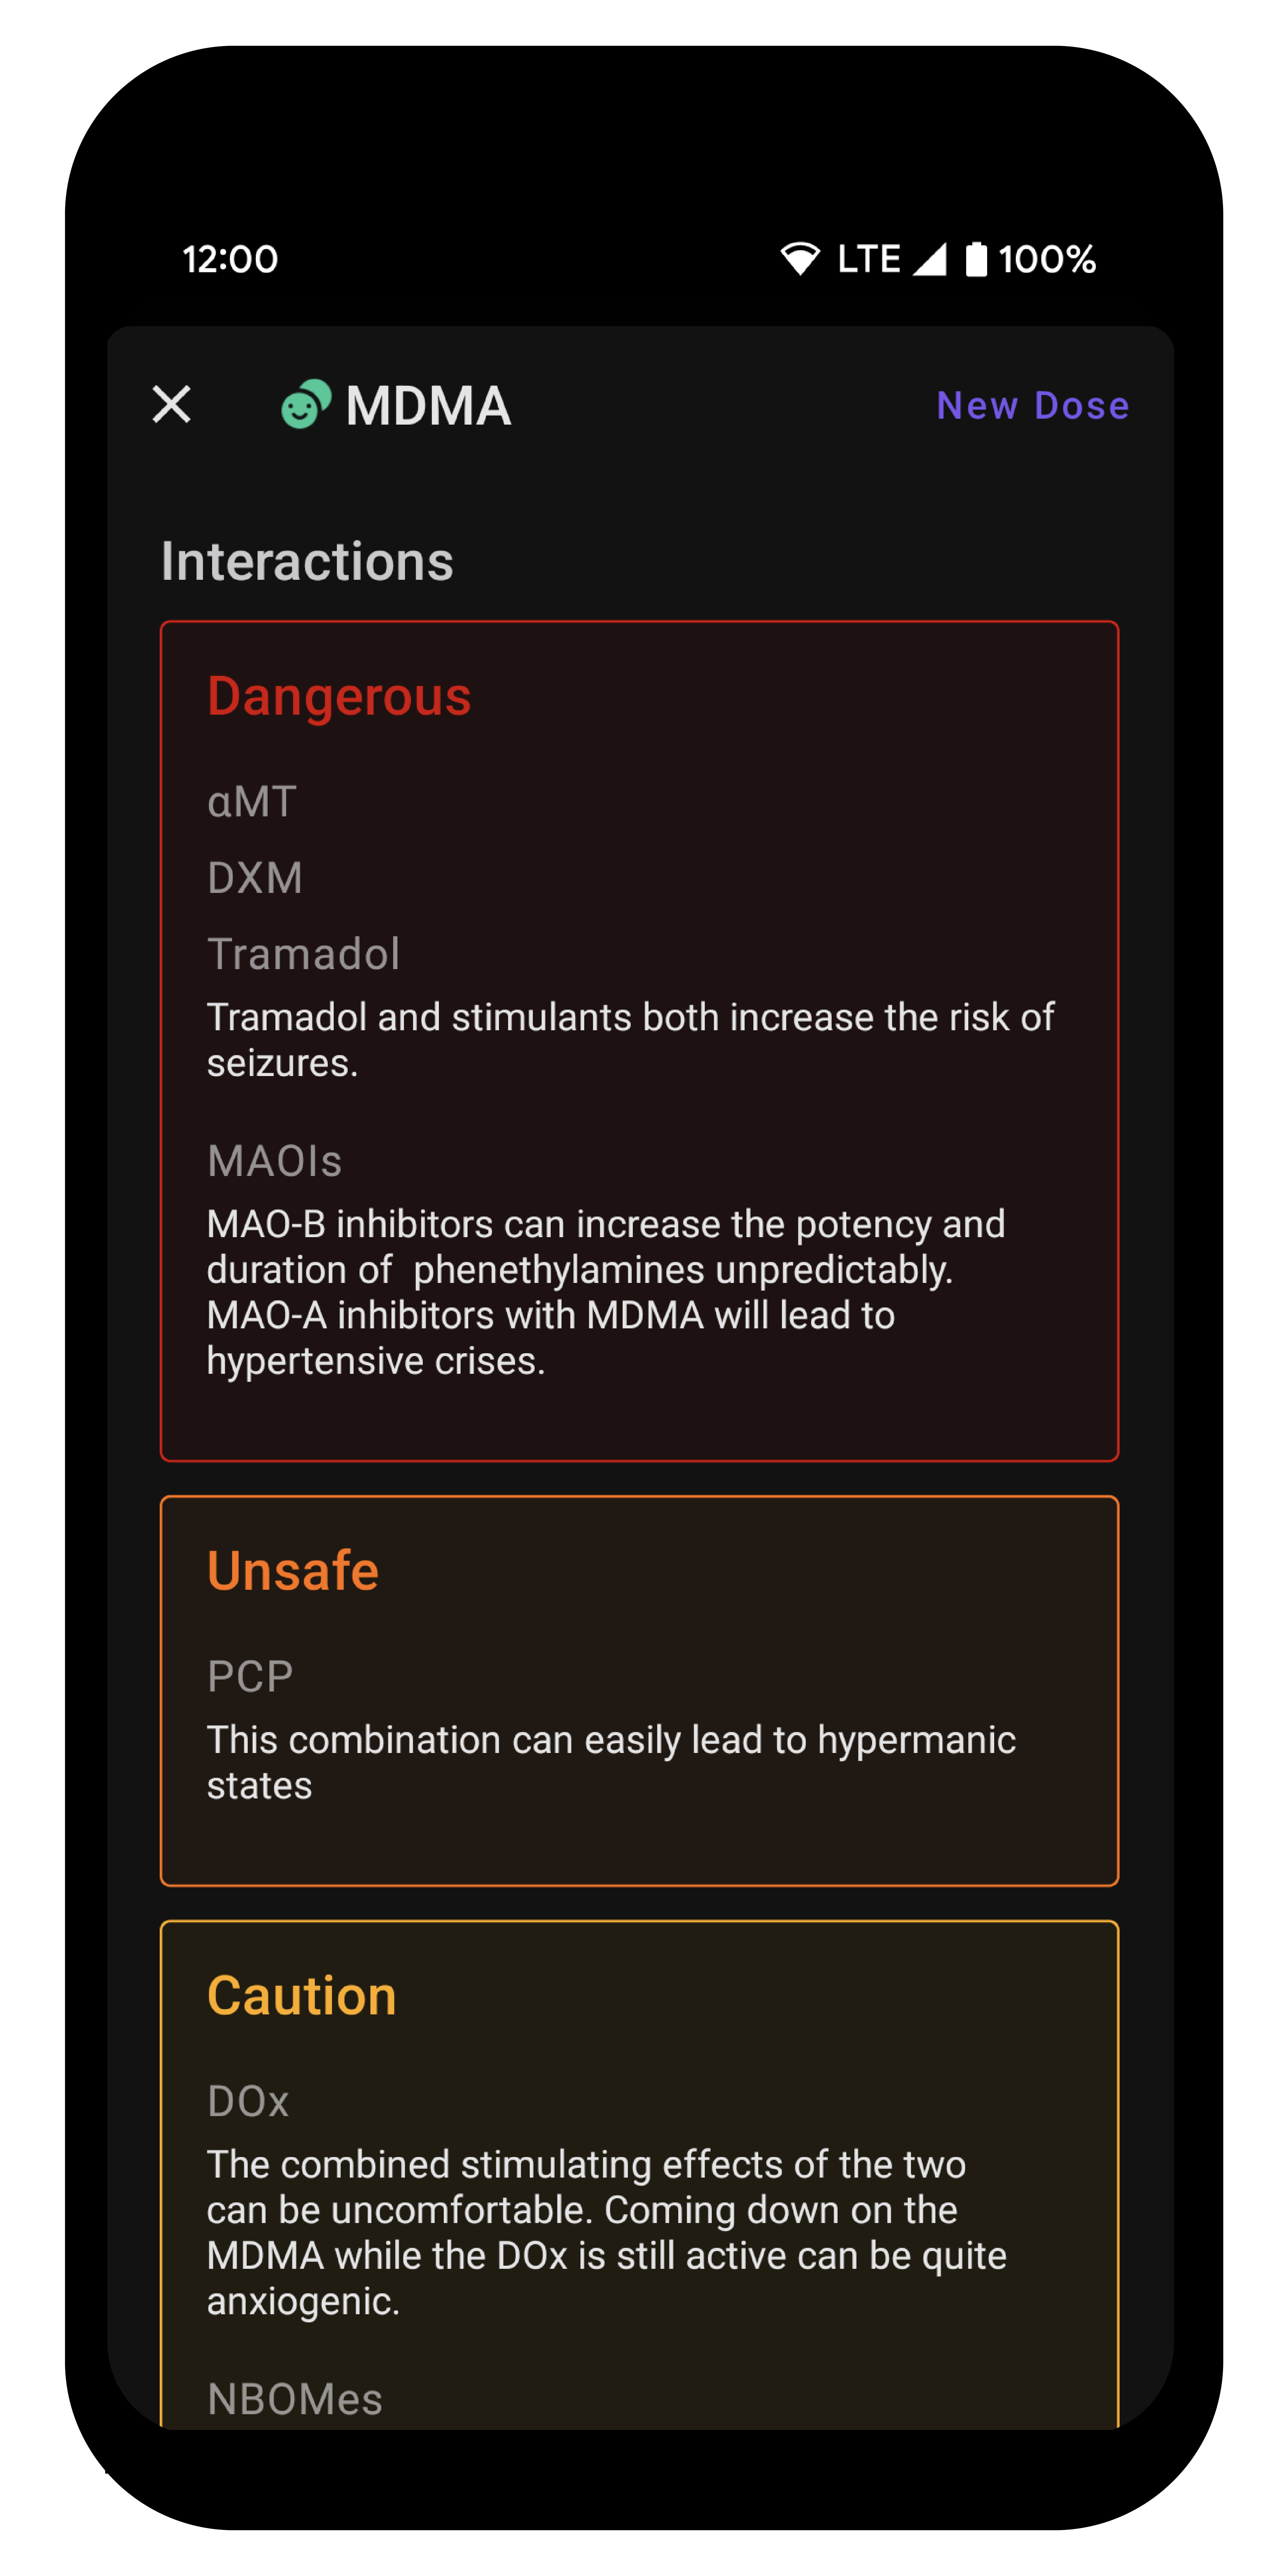 12:00 LTE 100%
MDMA New Dose
Interactions
Dangerous
αMT
DXM
Tramadol
Tramadol and stimulants both increase the risk of
seizures.
MAOIs
MAO-B inhibitors can increase the potency and
duration of  phenethylamines unpredictably.
MAO-A inhibitors with MDMA will lead to
hypertensive crises.
Unsafe
PCP
This combination can easily lead to hypermanic
states
Caution
DOx
The combined stimulating effects of the two
can be uncomfortable. Coming down on the
MDMA while the DOx is still active can be quite
anxiogenic.
NBOMes